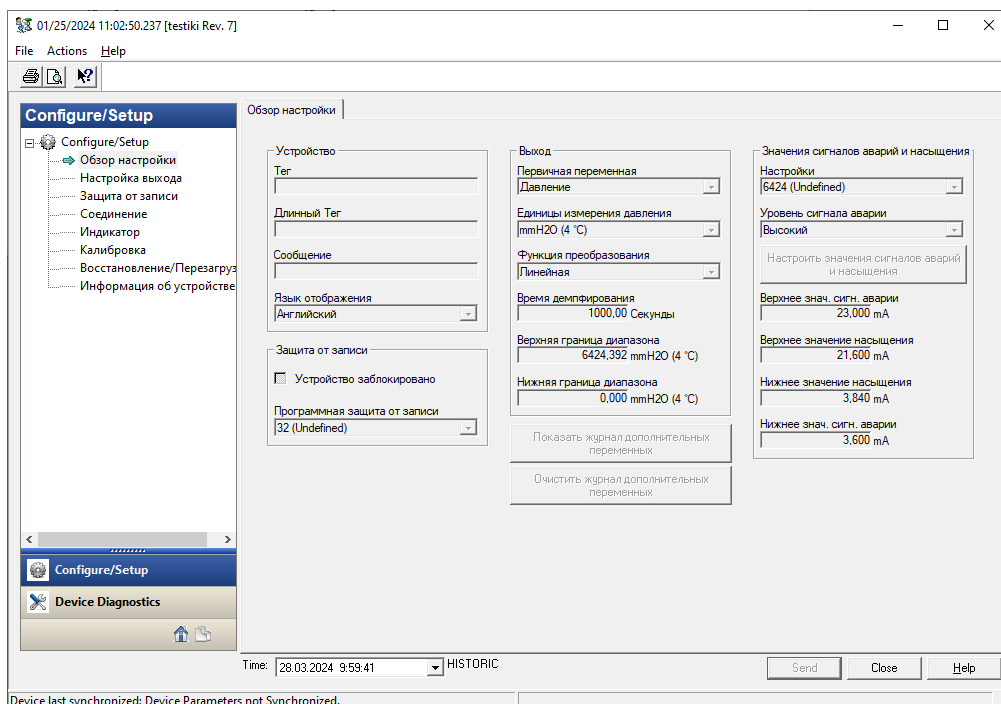 01/25/2024 11:02:50.237 [testiki Rev. 7]
File Actions Help
Configure/Setup
Configure/Setup
Обзор настройки
Настройка выхода
Защита от записи
Соединение
Индикатор
Калибровка
Восстановление/Перезагруз
Информация об устройстве
Configure/Setup
Device Diagnostics
Обзор настройки
Устройство
Тег
Длинный Тег
Сообщение
Язык отображения
Английский
Защита от записи
Устройство заблокировано
Программная защита от записи
32 (Undefined)
Выход
Первичная переменная
Давление
Единицы измерения давления
mmH2O (4 °C)
Функция преобразования
Линейная
Время демпфирования
1000,00 Секунды
Верхняя граница диапазона
6424,392 mmH2O (4 °C)
Нижняя граница диапазона
0,000 mmH2O (4 °C)
Показать журнал дополнительных
переменных
Очистить журнал дополнительных
переменных
Значения сигналов аварий и насыщения
Настройки
6424 (Undefined)
Уровень сигнала аварии
Высокий
Настроить значения сигналов аварий
и насыщения
Верхнее знач. сигн. аварии
23,000 mA
Верхнее значение насыщения
21,600 mA
Нижнее значение насыщения
3,840 mA
Нижнее знач. сигн. аварии
3,600 mA
Time: 28.03.2024 9:59:41 HISTORIC
Send Close Help
Device last synchronized: Device Parameters not Synchronized.